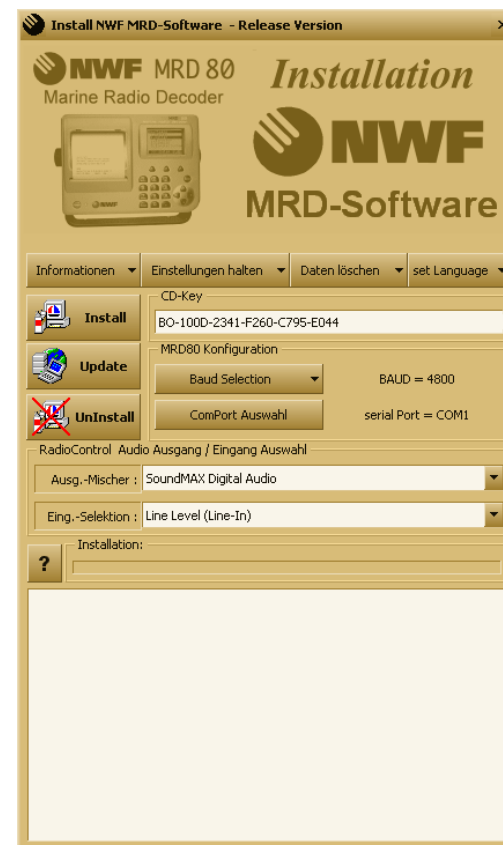 Install NWF MRD-Software - Release Version
NWF MRD 80
Marine Radio Decoder
Installation
NWF
MRD-Software
Informationen
Einstellungen halten
Daten löschen
set Language
Install
CD-Key
BO-100D-2341-F260-C795-E044
Update
MRD80 Konfiguration
Baud Selection
BAUD = 4800
UnInstall
ComPort Auswahl
serial Port = COM1
RadioControl Audio Ausgang / Eingang Auswahl
Ausg.-Mischer :
SoundMAX Digital Audio
Eing.-Selektion :
Line Level (Line-In)
?
Installation: